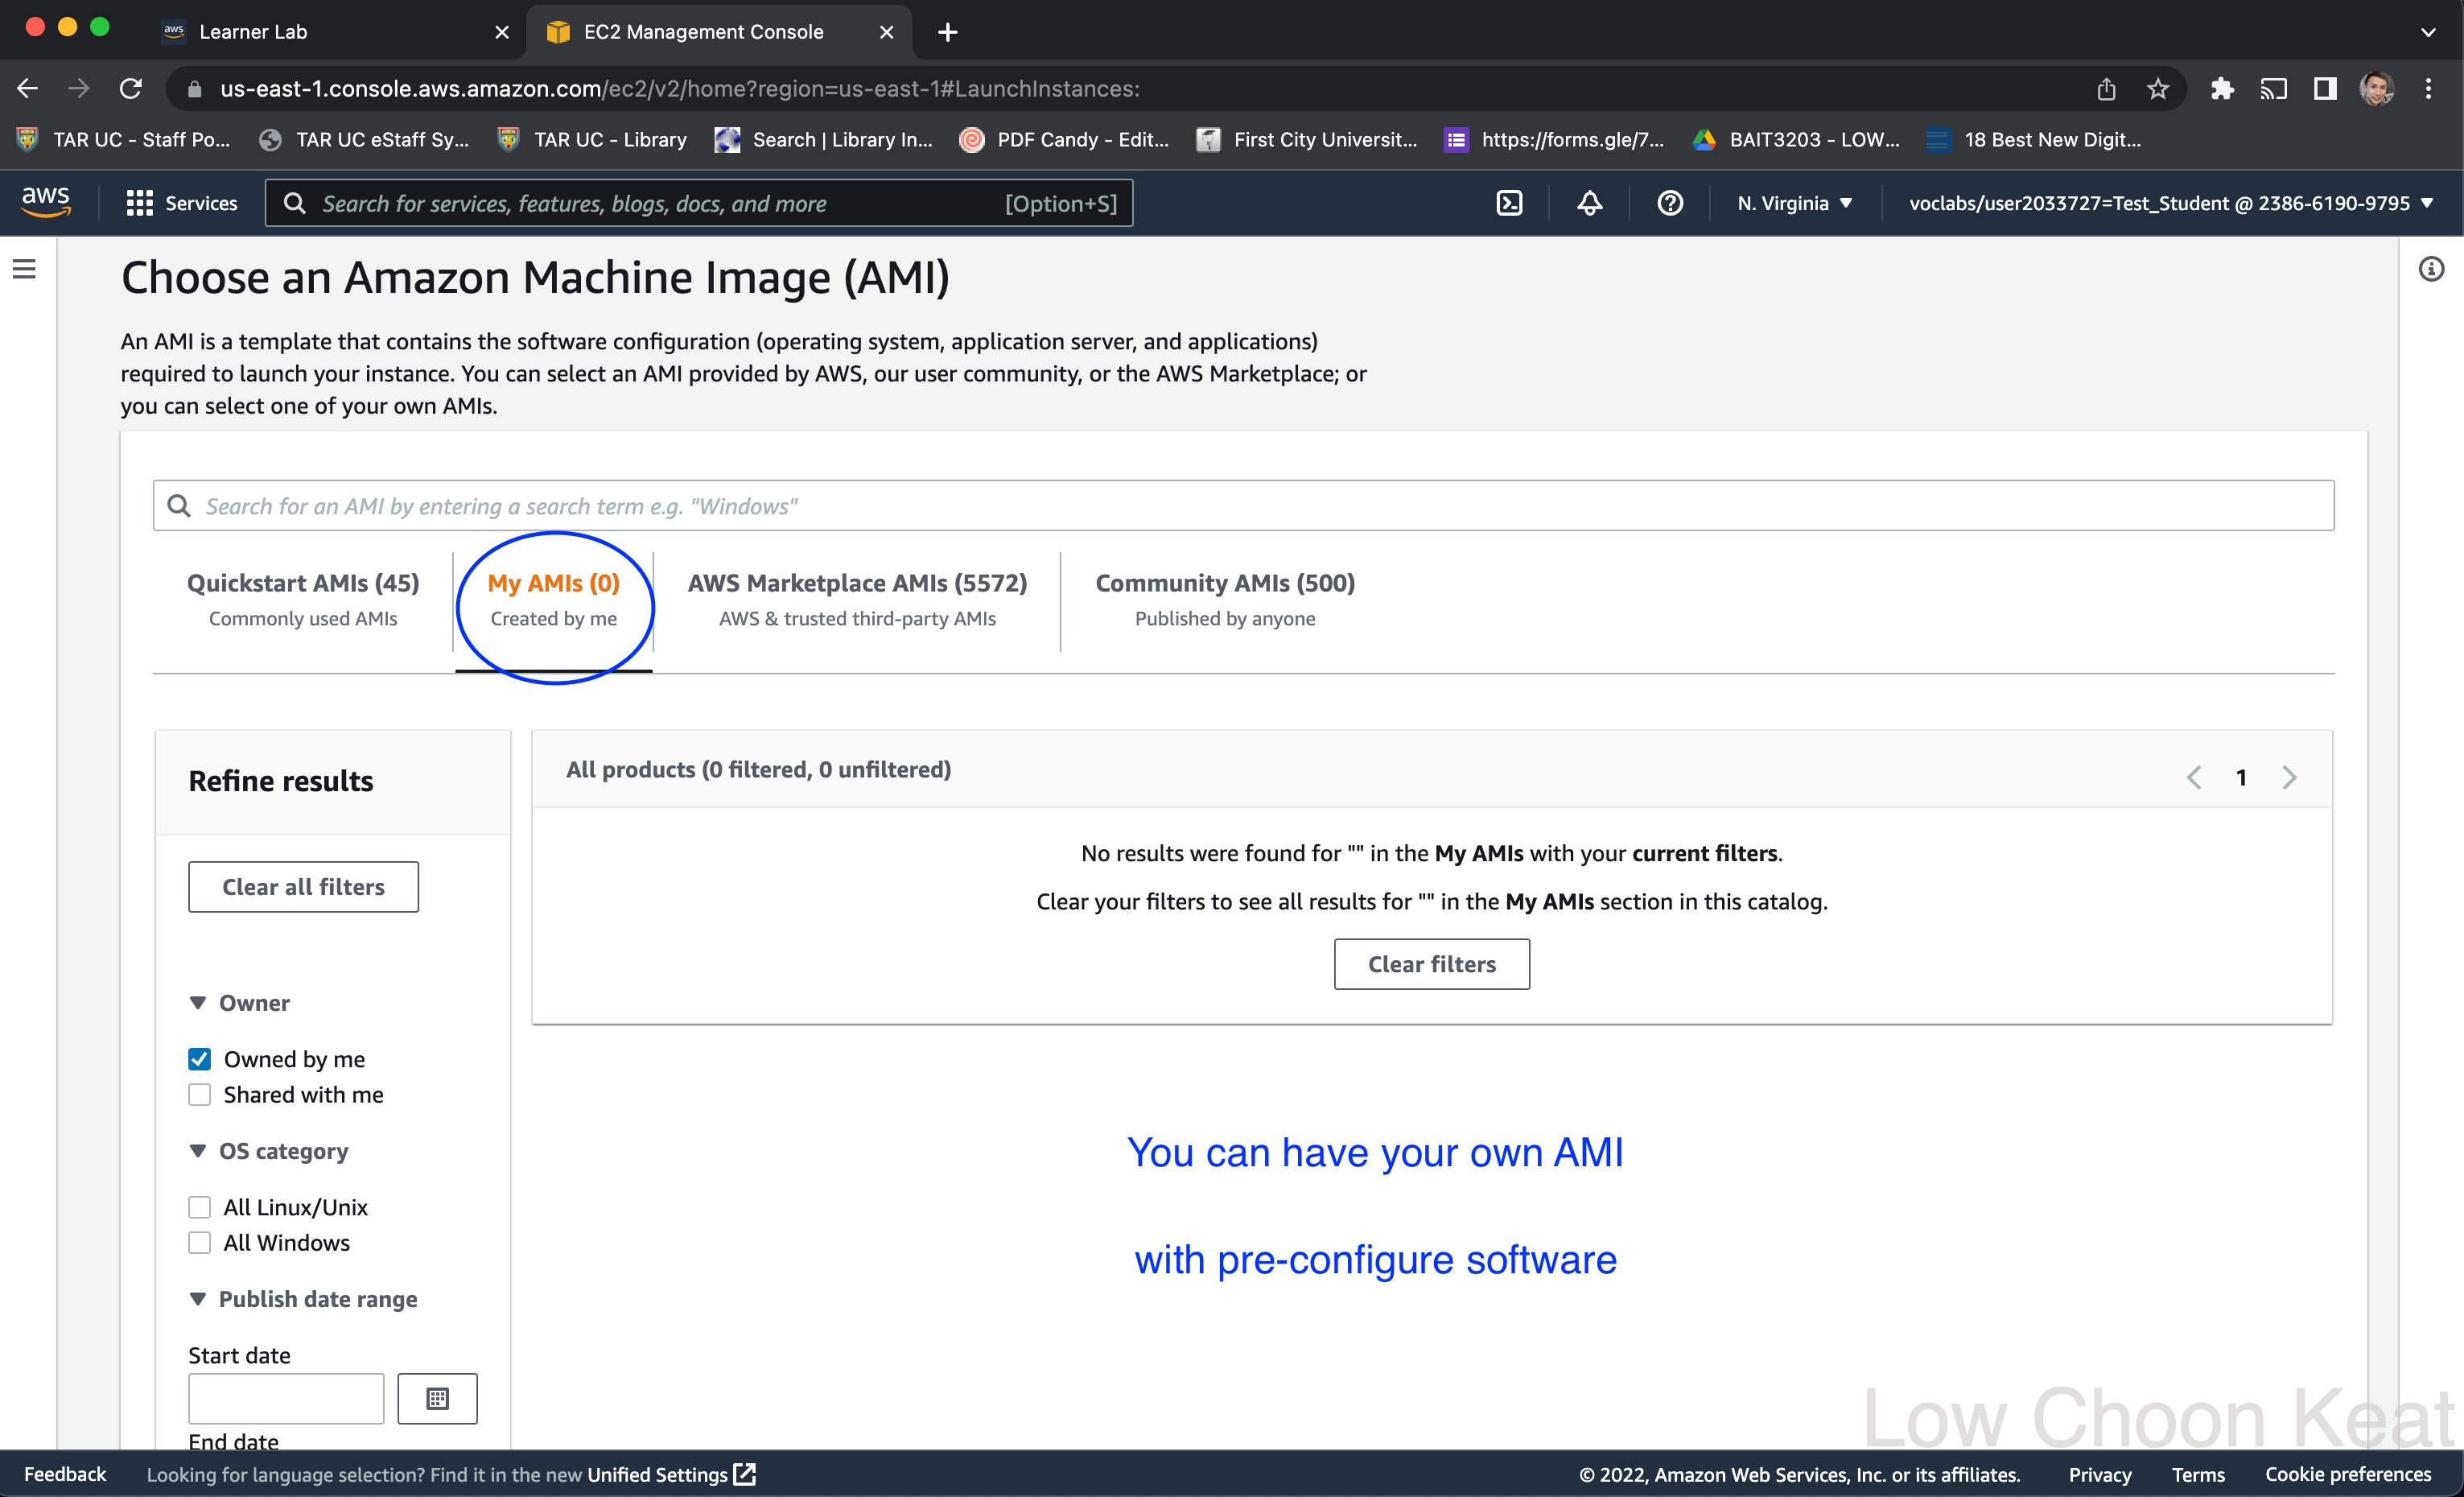 Learner Lab
EC2 Management Console
us-east-1.console.aws.amazon.com/ec2/v2/home?region=us-east-1#LaunchInstances:
TAR UC - Staff Po...
TAR UC eStaff Sy...
TAR UC - Library
Search | Library In...
PDF Candy - Edit...
First City Universit...
https://forms.gle/7...
BAIT3203 - LOW...
18 Best New Digit...
aws
Services
Search for services, features, blogs, docs, and more
[Option+S]
N. Virginia
voclabs/user2033727=Test_Student @ 2386-6190-9795
Choose an Amazon Machine Image (AMI)
An AMI is a template that contains the software configuration (operating system, application server, and applications)
required to launch your instance. You can select an AMI provided by AWS, our user community, or the AWS Marketplace; or
you can select one of your own AMIs.
Search for an AMI by entering a search term e.g. "Windows"
Quickstart AMIs (45)
Commonly used AMIs
My AMIs (0)
Created by me
AWS Marketplace AMIs (5572)
AWS & trusted third-party AMIs
Community AMIs (500)
Published by anyone
Refine results
Clear all filters
Owner
Owned by me
Shared with me
OS category
All Linux/Unix
All Windows
Publish date range
Start date
End date
All products (0 filtered, 0 unfiltered)
1
No results were found for "" in the My AMIs with your current filters.
Clear your filters to see all results for "" in the My AMIs section in this catalog.
Clear filters
You can have your own AMI
with pre-configure software
Low Choon Keat
Feedback
Looking for language selection? Find it in the new Unified Settings
© 2022, Amazon Web Services, Inc. or its affiliates.
Privacy
Terms
Cookie preferences